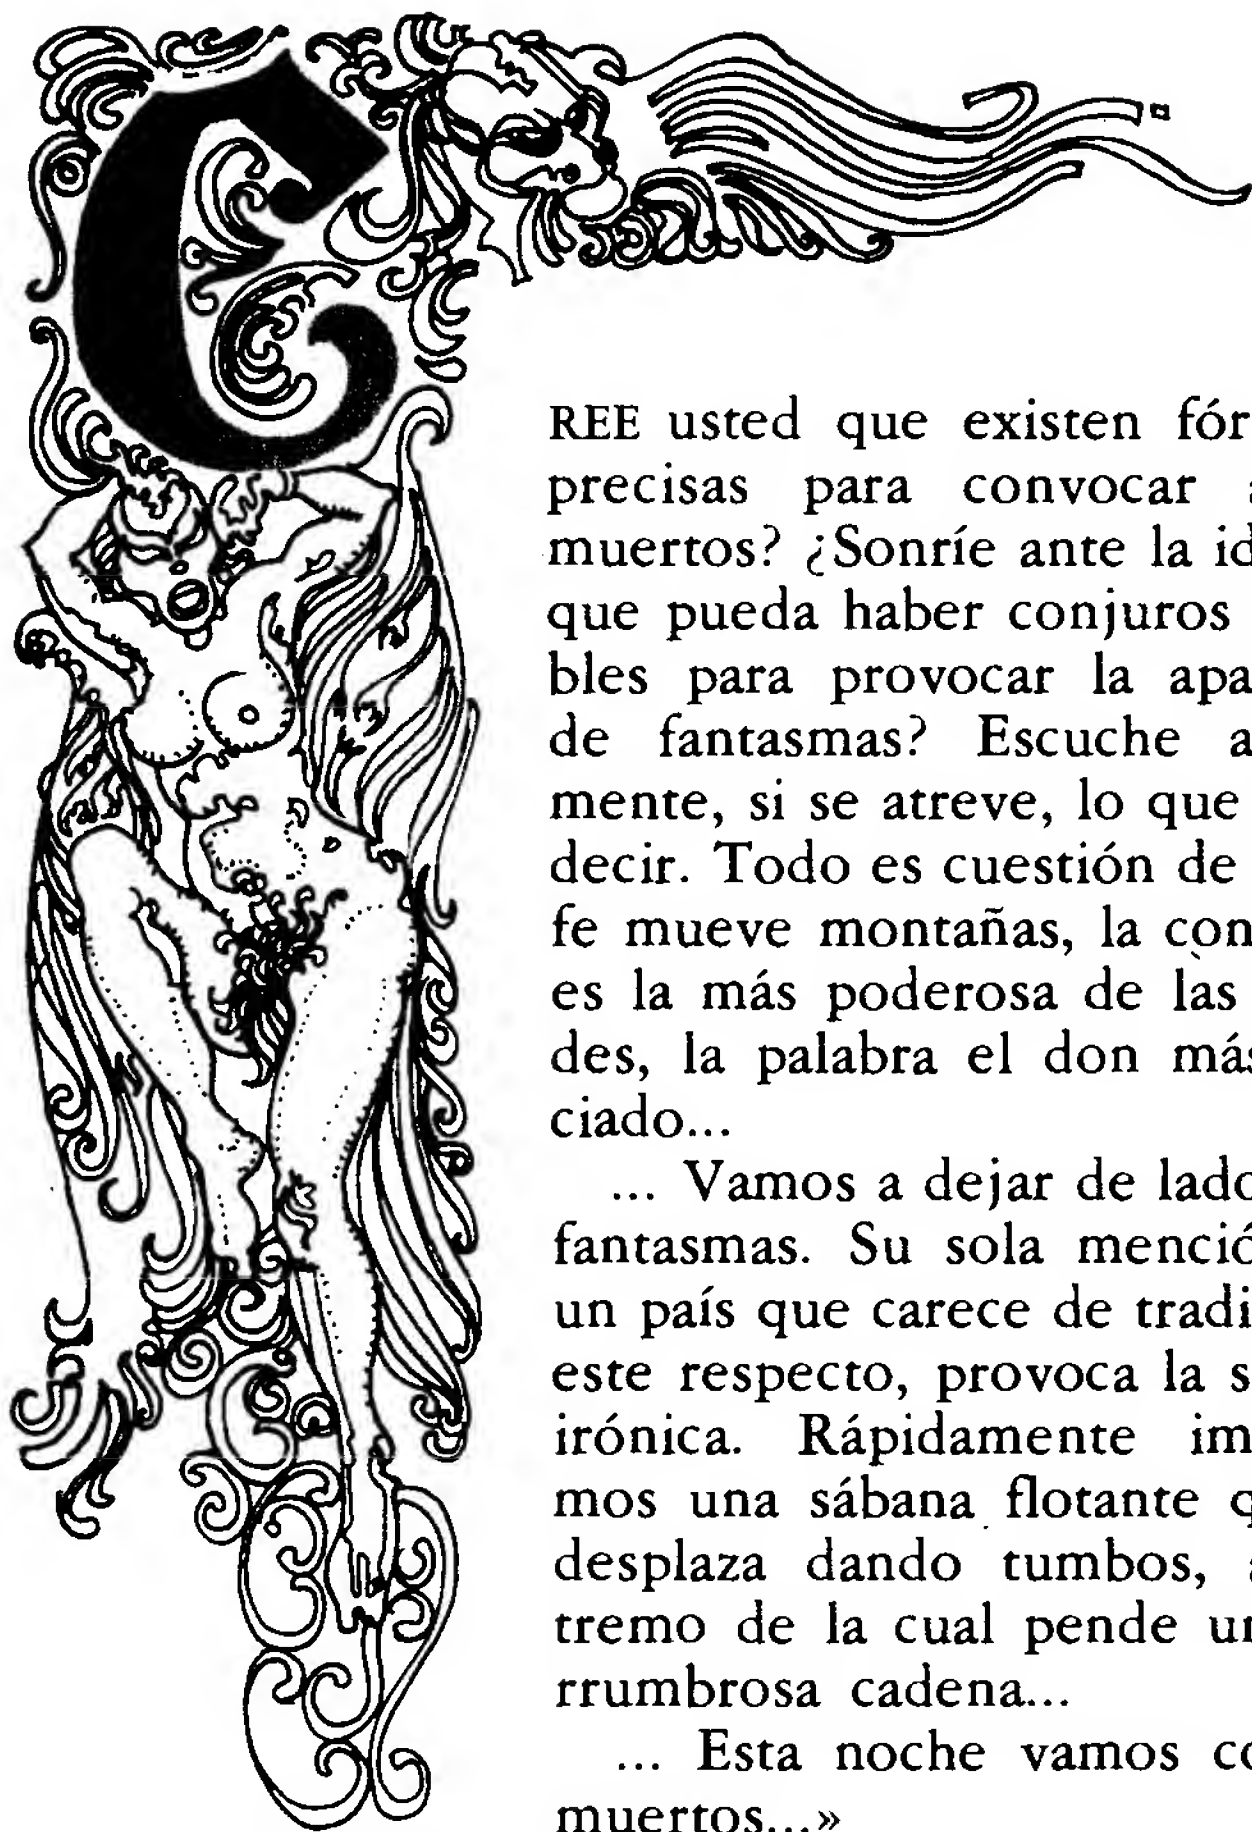 CREE usted que existen fór
precisas para convocar a
muertos? ¿Sonríe ante la id
que pueda haber conjuros
bles para provocar la apa
de fantasmas? Escuche a
mente, si se atreve, lo que
decir. Todo es cuestión de
fe mueve montañas, la con
es la más poderosa de las
des, la palabra el don más
ciado...
... Vamos a dejar de lado
fantasmas. Su sola menció
un país que carece de tradi
este respecto, provoca la s
irónica. Rápidamente im
mos una sábana flotante q
desplaza dando tumbos, a
tremo de la cual pende un
rrumbrosa cadena...
... Esta noche vamos co
muertos...»